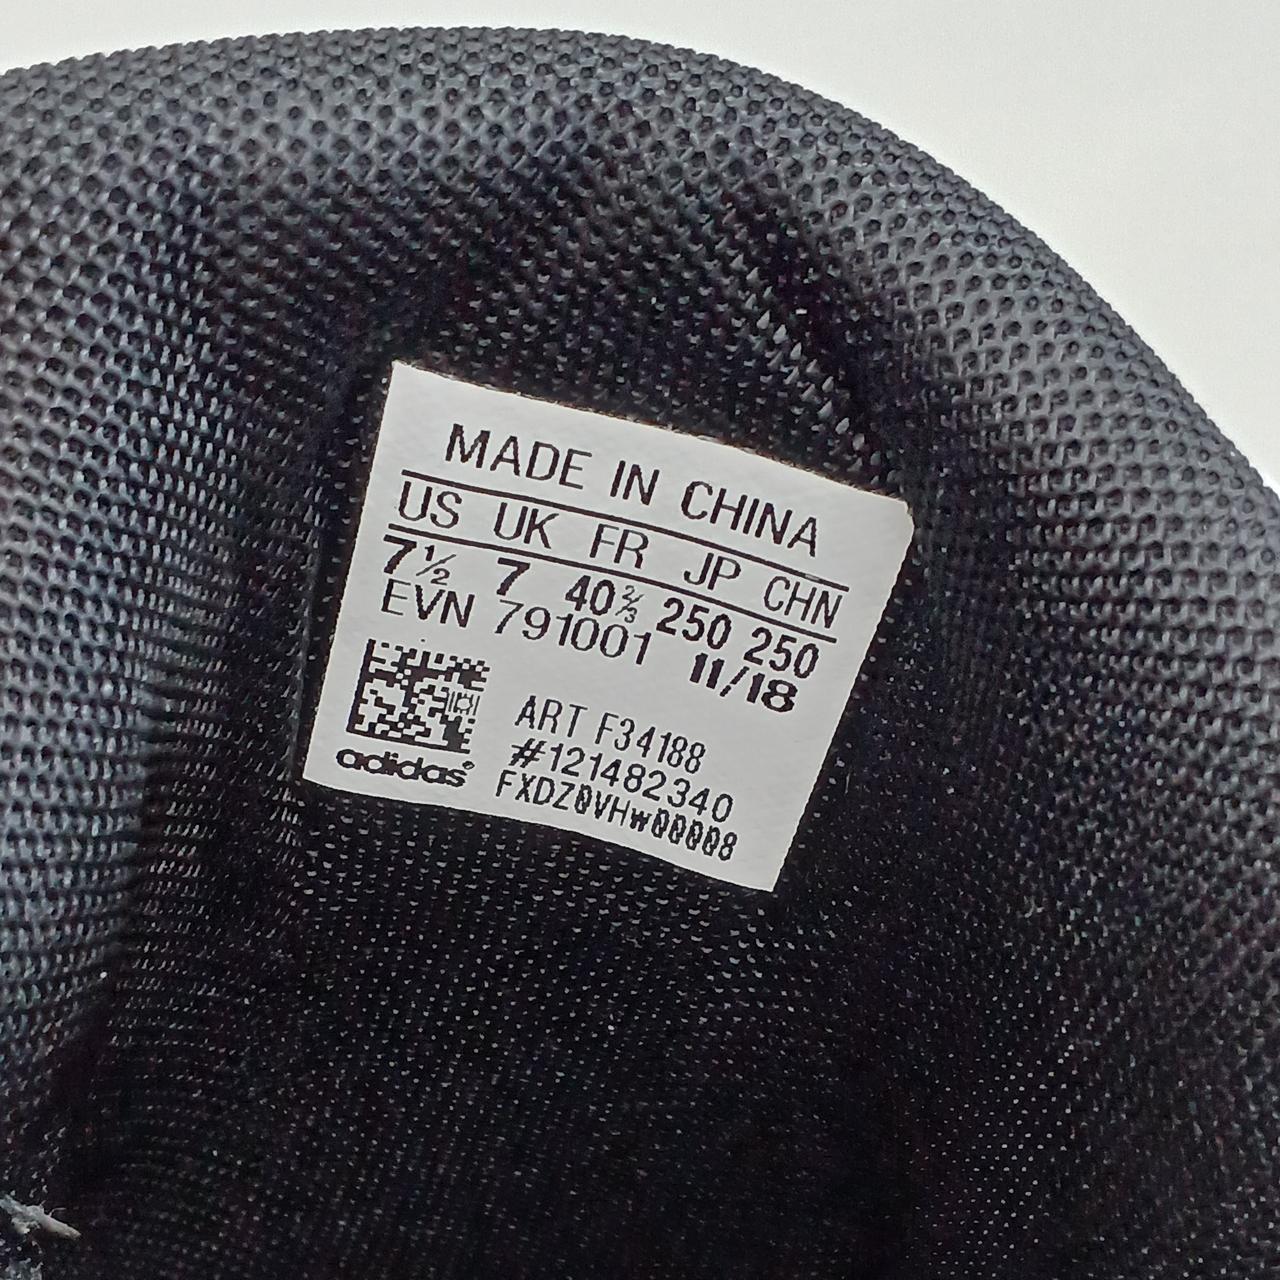 MADE IN CHINA
US UK FR JP CHN
7½ 7 40⅔ 250 250
EVN 791001 11/18
ART F34188
#121482340
FXDZ0VHW00008
adidas®